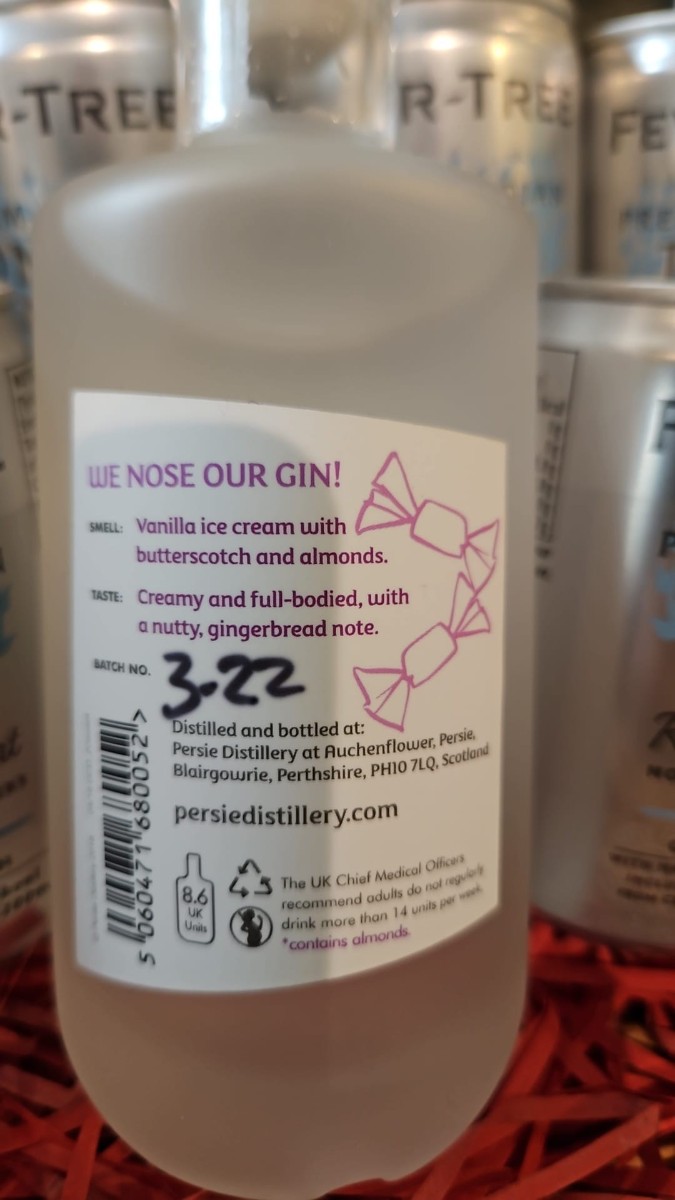 R-TREE
R-TREE
FE
WE NOSE OUR GIN!
SMELL: Vanilla ice cream with
butterscotch and almonds.
TASTE: Creamy and full-bodied, with
a nutty, gingerbread note.
BATCH NO. 3-22
Distilled and bottled at:
Persie Distillery at Auchenflower, Persie,
Blairgowrie, Perthshire, PH10 7LQ, Scotland
persiedistillery.com
8.6
UK
Units
The UK Chief Medical Officers
recommend adults do not regularly
drink more than 14 units per week.
*contains almonds.
5 060471 680052 >